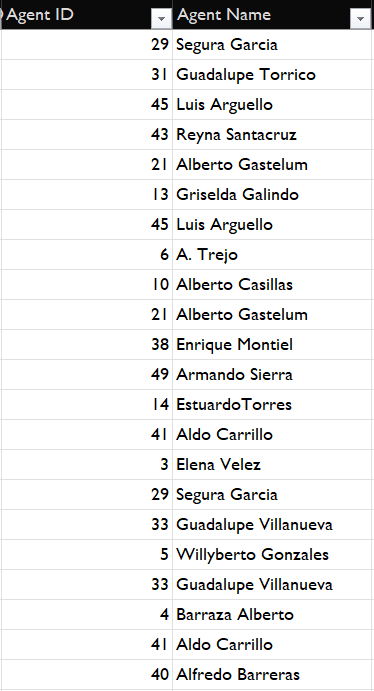 Agent ID Agent Name
29 Segura Garcia
31 Guadalupe Torrico
45 Luis Arguello
43 Reyna Santacruz
21 Alberto Gastelum
13 Griselda Galindo
45 Luis Arguello
6 A. Trejo
10 Alberto Casillas
21 Alberto Gastelum
38 Enrique Montiel
49 Armando Sierra
14 EstuardoTorres
41 Aldo Carrillo
3 Elena Velez
29 Segura Garcia
33 Guadalupe Villanueva
5 Willyberto Gonzales
33 Guadalupe Villanueva
4 Barraza Alberto
41 Aldo Carrillo
40 Alfredo Barreras